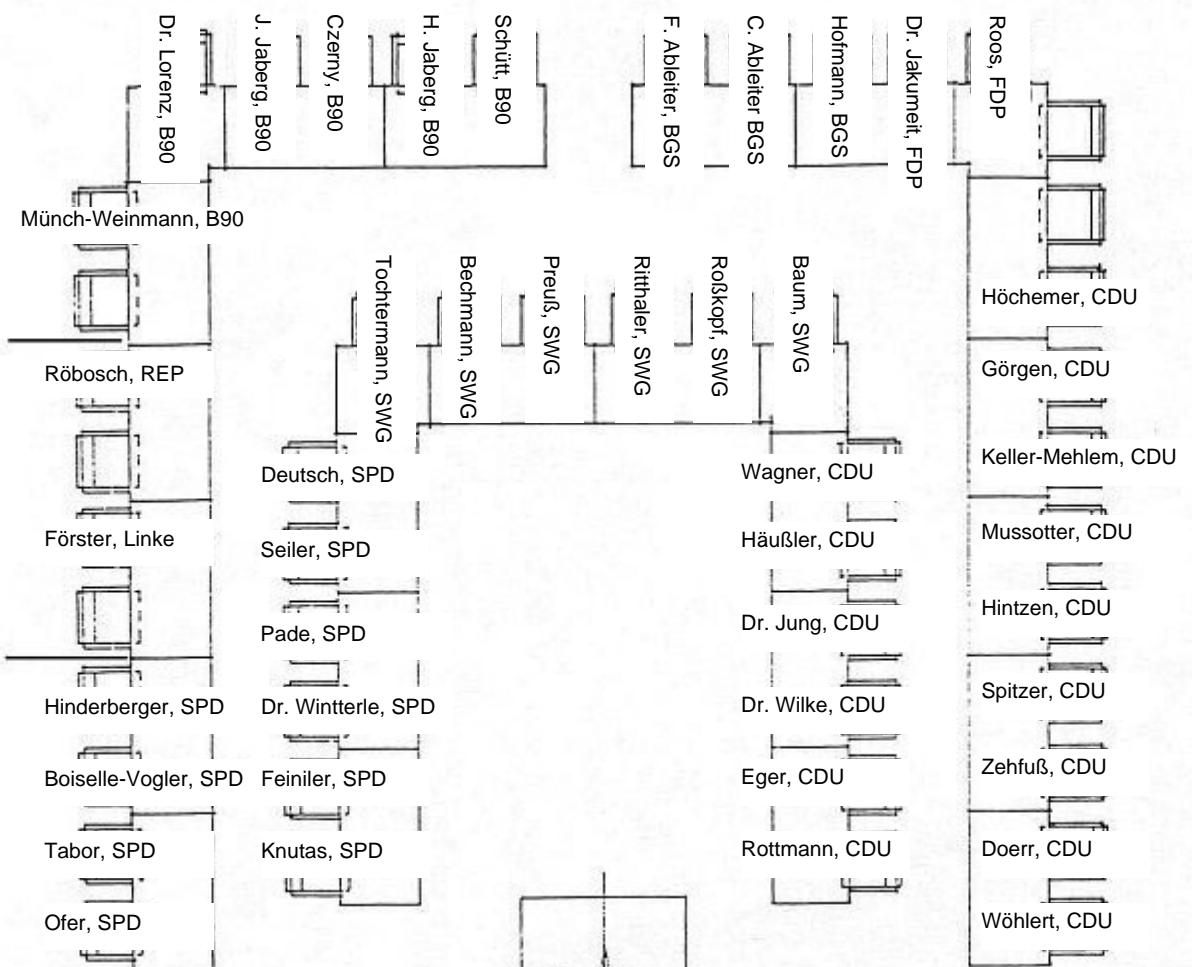 Dr. Lorenz, B90
J. Jaberg, B90
Czerny, B90
H. Jaberg, B90
Schütt, B90
F. Ableiter, BGS
C. Ableiter BGS
Hofmann, BGS
Dr. Jakumeit, FDP
Roos, FDP
Münch-Weinmann, B90
Tochtermann, SWG
Bechmann, SWG
Preuß, SWG
Ritthaler, SWG
Roßkopf, SWG
Baum, SWG
Höchemer, CDU
Röbosch, REP
Görgen, CDU
Deutsch, SPD
Wagner, CDU
Keller-Mehlem, CDU
Förster, Linke
Seiler, SPD
Häußler, CDU
Mussotter, CDU
Pade, SPD
Dr. Jung, CDU
Hintzen, CDU
Hinderberger, SPD
Dr. Wintterle, SPD
Dr. Wilke, CDU
Spitzer, CDU
Boiselle-Vogler, SPD
Feiniler, SPD
Eger, CDU
Zehfuß, CDU
Tabor, SPD
Knutas, SPD
Rottmann, CDU
Doerr, CDU
Ofer, SPD
Wöhlert, CDU